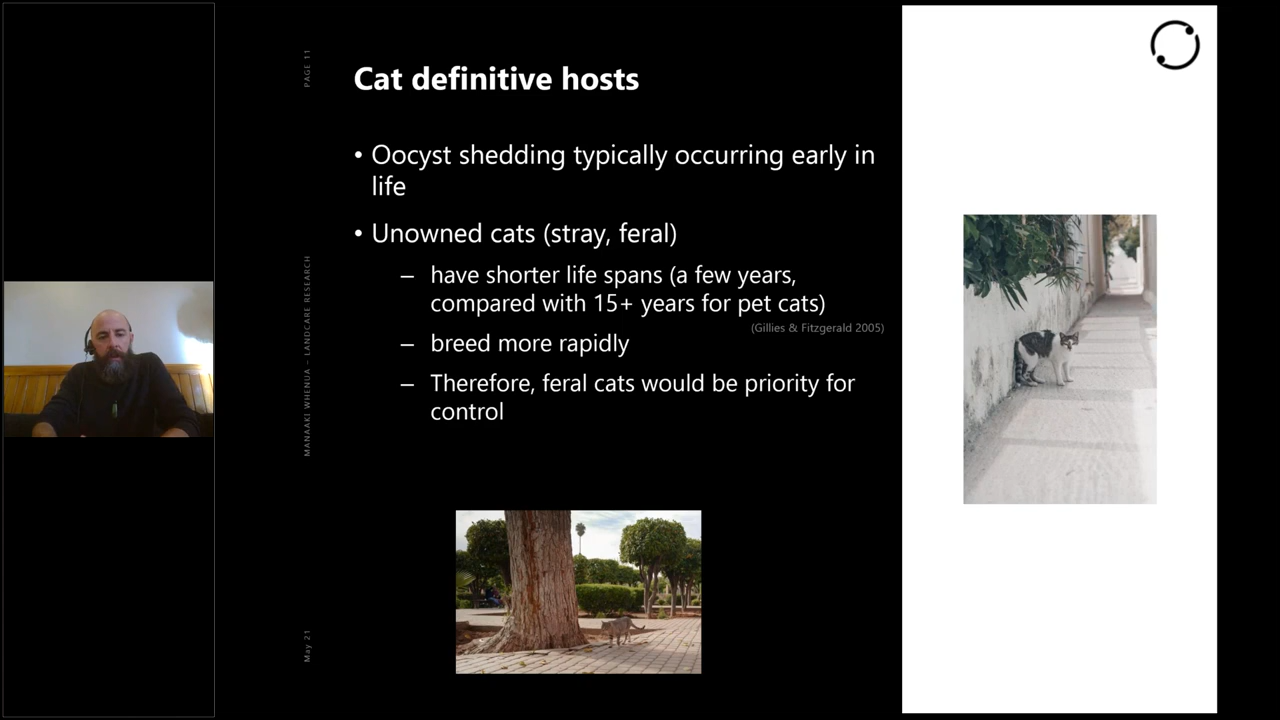 PAGE 11
Cat definitive hosts
• Oocyst shedding typically occurring early in
life
• Unowned cats (stray, feral)
– have shorter life spans (a few years,
compared with 15+ years for pet cats)
(Gillies & Fitzgerald 2005)
– breed more rapidly
– Therefore, feral cats would be priority for
control
MANAAKI WHENUA – LANDCARE RESEARCH
May 21